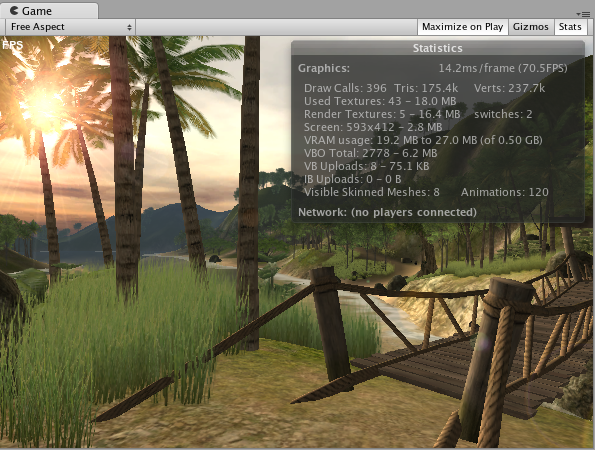 Game
Free Aspect
Maximize on Play Gizmos Stats
FPS
Statistics
Graphics: 14.2ms/frame (70.5FPS)
Draw Calls: 396 Tris: 175.4k Verts: 237.7k
Used Textures: 43 – 18.0 MB
Render Textures: 5 – 16.4 MB switches: 2
Screen: 593x412 – 2.8 MB
VRAM usage: 19.2 MB to 27.0 MB (of 0.50 GB)
VBO Total: 2778 – 6.2 MB
VB Uploads: 8 – 75.1 KB
IB Uploads: 0 – 0 B
Visible Skinned Meshes: 8 Animations: 120
Network: (no players connected)